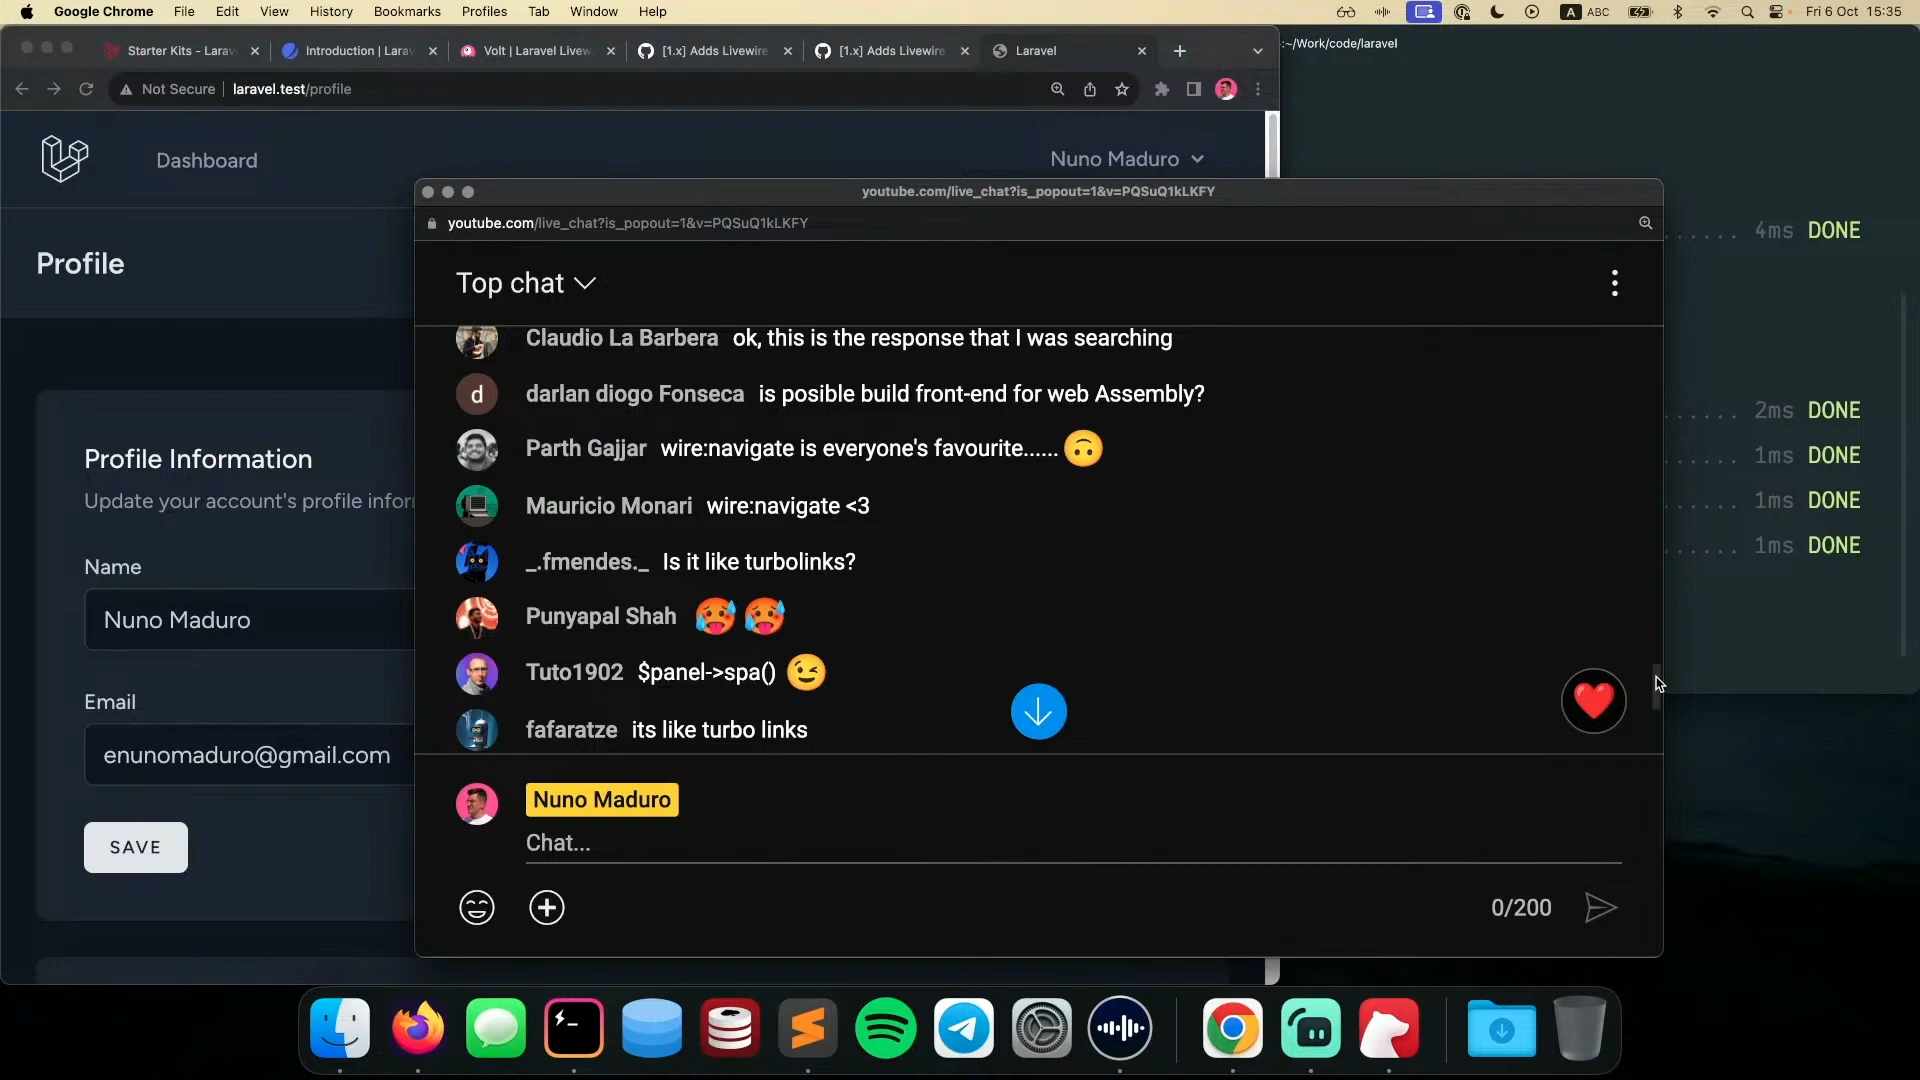 Google Chrome File Edit View History Bookmarks Profiles Tab Window Help
A ABC Fri 6 Oct 15:35
Starter Kits - Larav
Introduction | Larav
Volt | Laravel Livew
[1.x] Adds Livewire
[1.x] Adds Livewire
Laravel
:~/Work/code/laravel
Not Secure laravel.test/profile
Dashboard
Nuno Maduro
Profile
Profile Information
Update your account's profile infor
Name
Nuno Maduro
Email
enunomaduro@gmail.com
SAVE
youtube.com/live_chat?is_popout=1&v=PQSuQ1kLKFY
youtube.com/live_chat?is_popout=1&v=PQSuQ1kLKFY
Top chat
Claudio La Barbera ok, this is the response that I was searching
d
darlan diogo Fonseca is posible build front-end for web Assembly?
Parth Gajjar wire:navigate is everyone's favourite...... 🙃
Mauricio Monari wire:navigate <3
_.fmendes._ Is it like turbolinks?
Punyapal Shah 🥵🥵
Tuto1902 $panel->spa() 😉
fafaratze its like turbo links
Nuno Maduro
Chat...
0/200
...... 4ms DONE
...... 2ms DONE
...... 1ms DONE
...... 1ms DONE
...... 1ms DONE